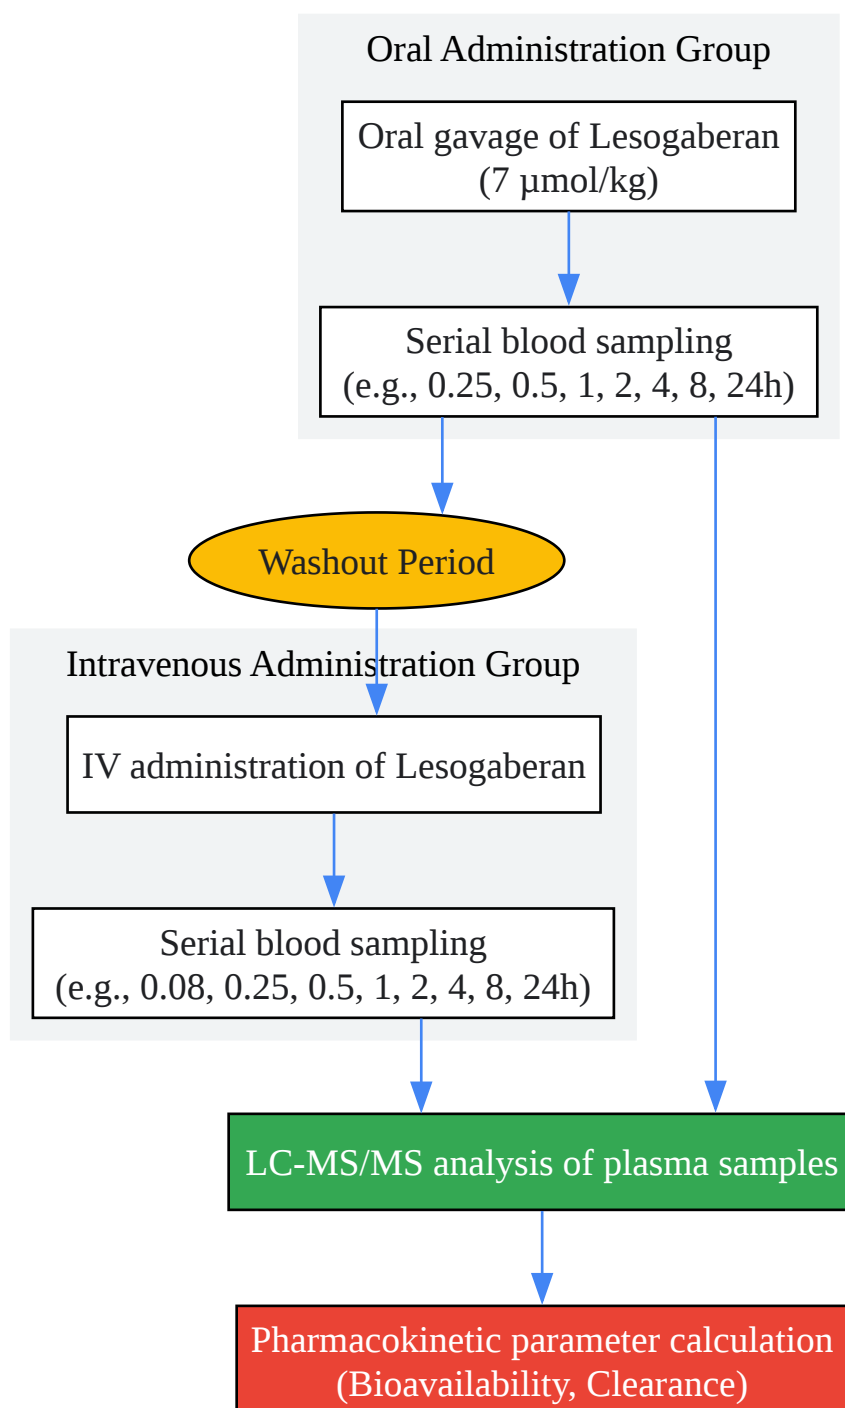 Oral Administration Group
Oral gavage of Lesogaberan
(7 µmol/kg)
Serial blood sampling
(e.g., 0.25, 0.5, 1, 2, 4, 8, 24h)
Washout Period
Intravenous Administration Group
IV administration of Lesogaberan
Serial blood sampling
(e.g., 0.08, 0.25, 0.5, 1, 2, 4, 8, 24h)
LC-MS/MS analysis of plasma samples
Pharmacokinetic parameter calculation
(Bioavailability, Clearance)